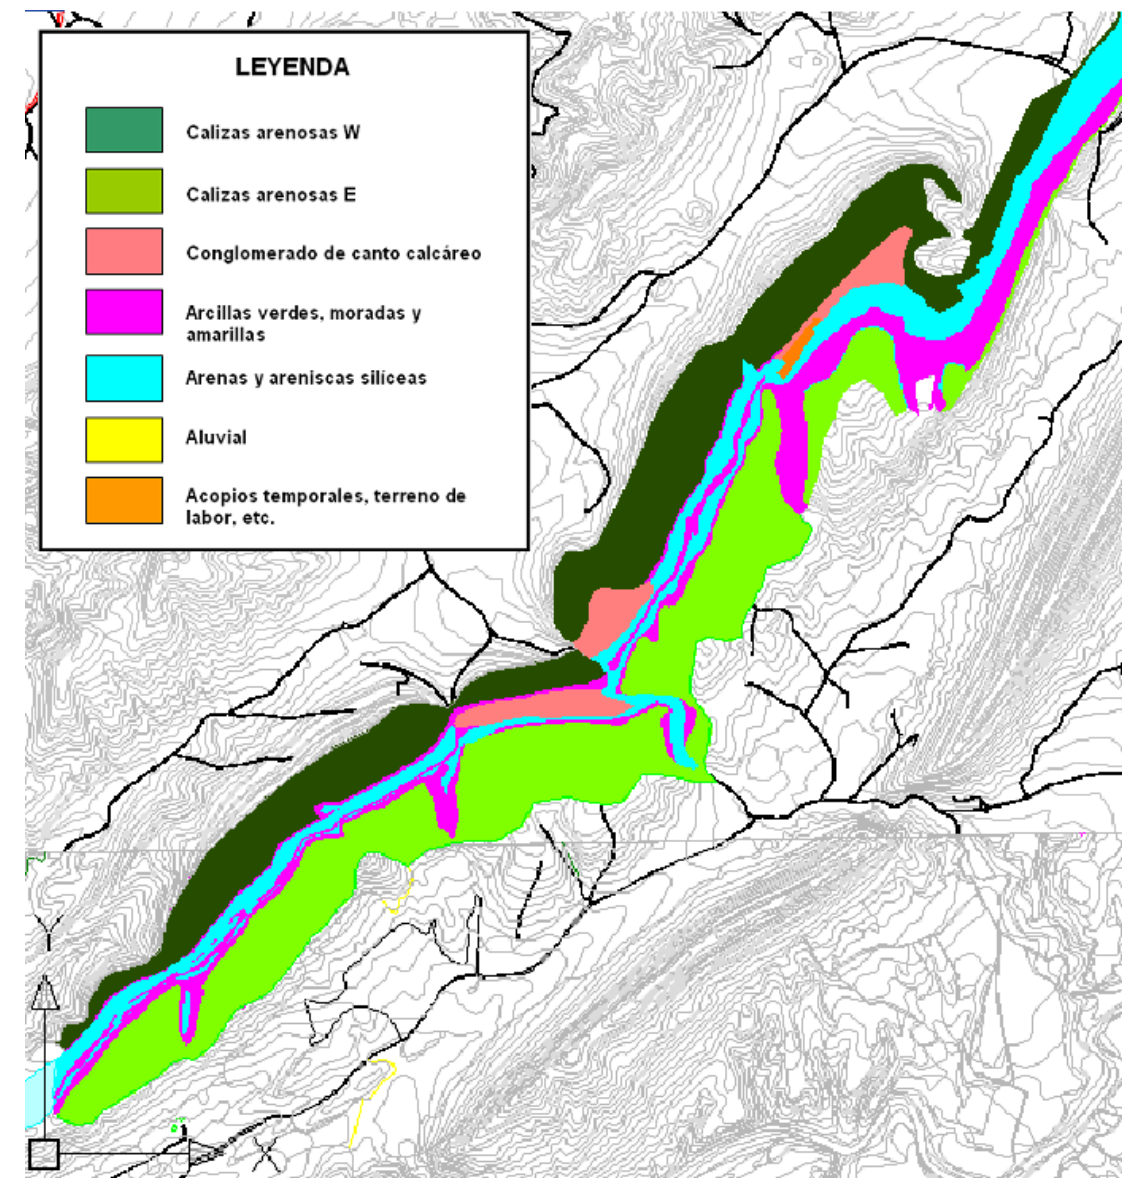 LEYENDA
Calizas arenosas W
Calizas arenosas E
Conglomerado de canto calcáreo
Arcillas verdes, moradas y
amarillas
Arenas y areniscas silíceas
Aluvial
Acopios temporales, terreno de
labor, etc.
Y
X